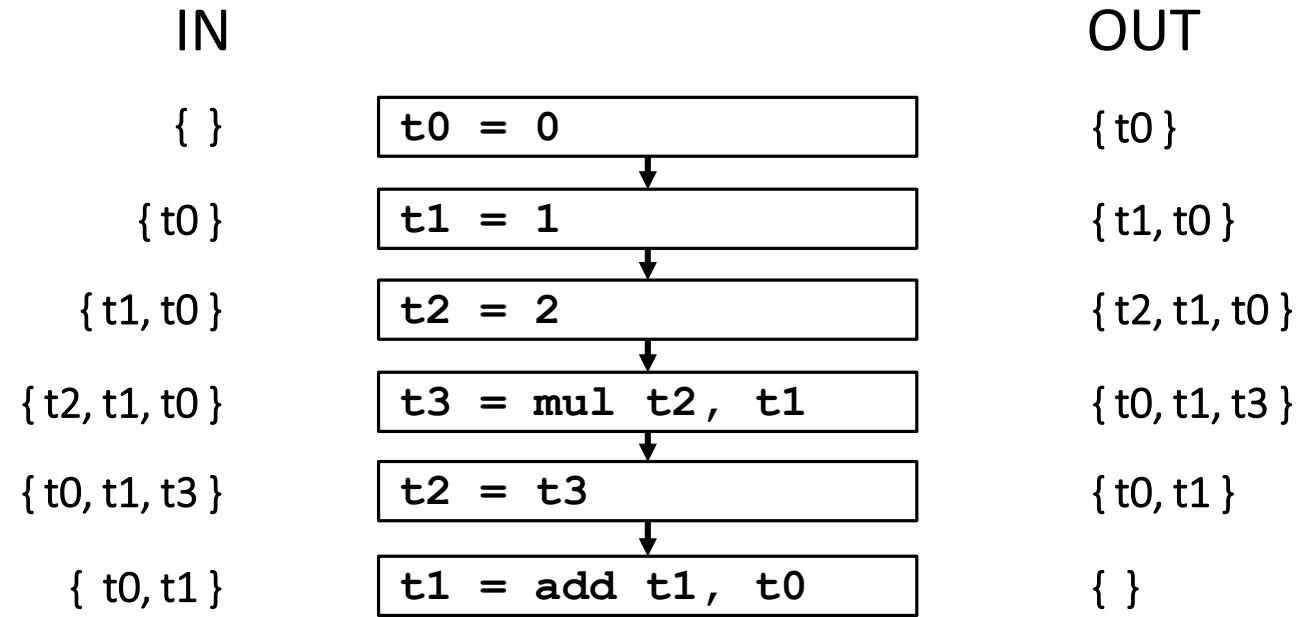 IN OUT
{ } t0 = 0 { t0 }
{ t0 } t1 = 1 { t1, t0 }
{ t1, t0 } t2 = 2 { t2, t1, t0 }
{ t2, t1, t0 } t3 = mul t2, t1 { t0, t1, t3 }
{ t0, t1, t3 } t2 = t3 { t0, t1 }
{ t0, t1 } t1 = add t1, t0 { }